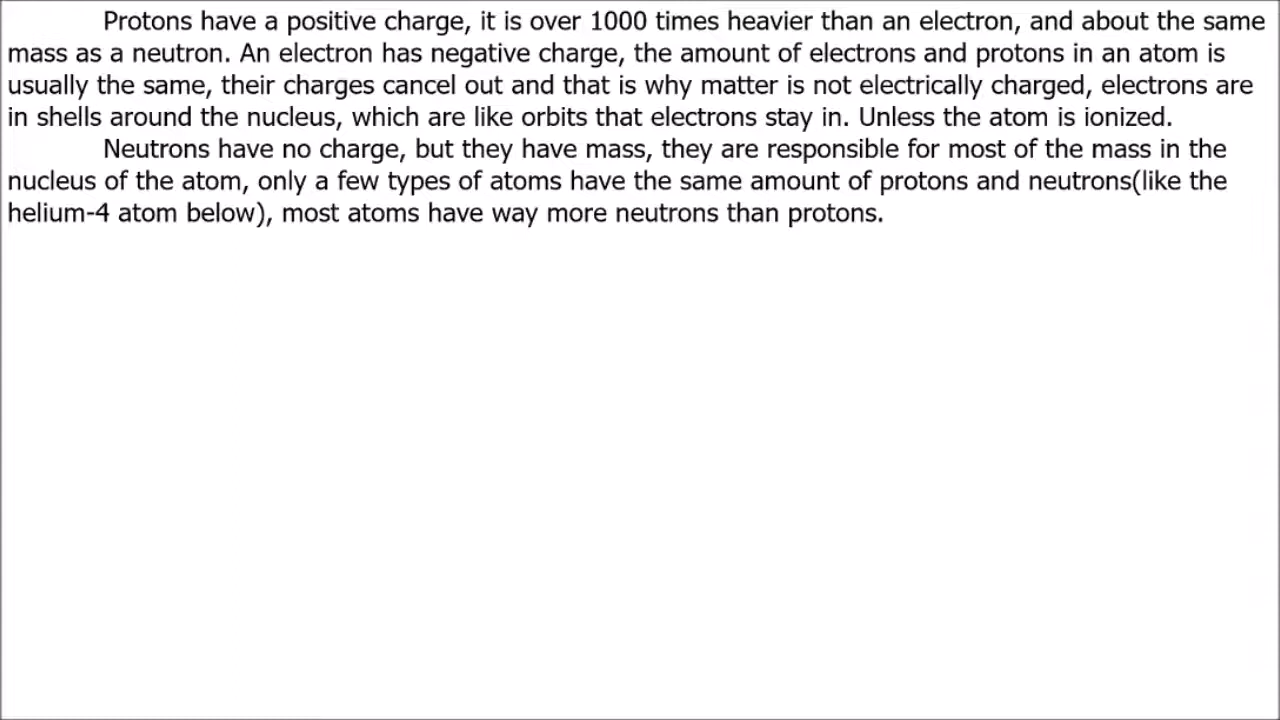 Protons have a positive charge, it is over 1000 times heavier than an electron, and about the same
mass as a neutron. An electron has negative charge, the amount of electrons and protons in an atom is
usually the same, their charges cancel out and that is why matter is not electrically charged, electrons are
in shells around the nucleus, which are like orbits that electrons stay in. Unless the atom is ionized.
Neutrons have no charge, but they have mass, they are responsible for most of the mass in the
nucleus of the atom, only a few types of atoms have the same amount of protons and neutrons(like the
helium-4 atom below), most atoms have way more neutrons than protons.